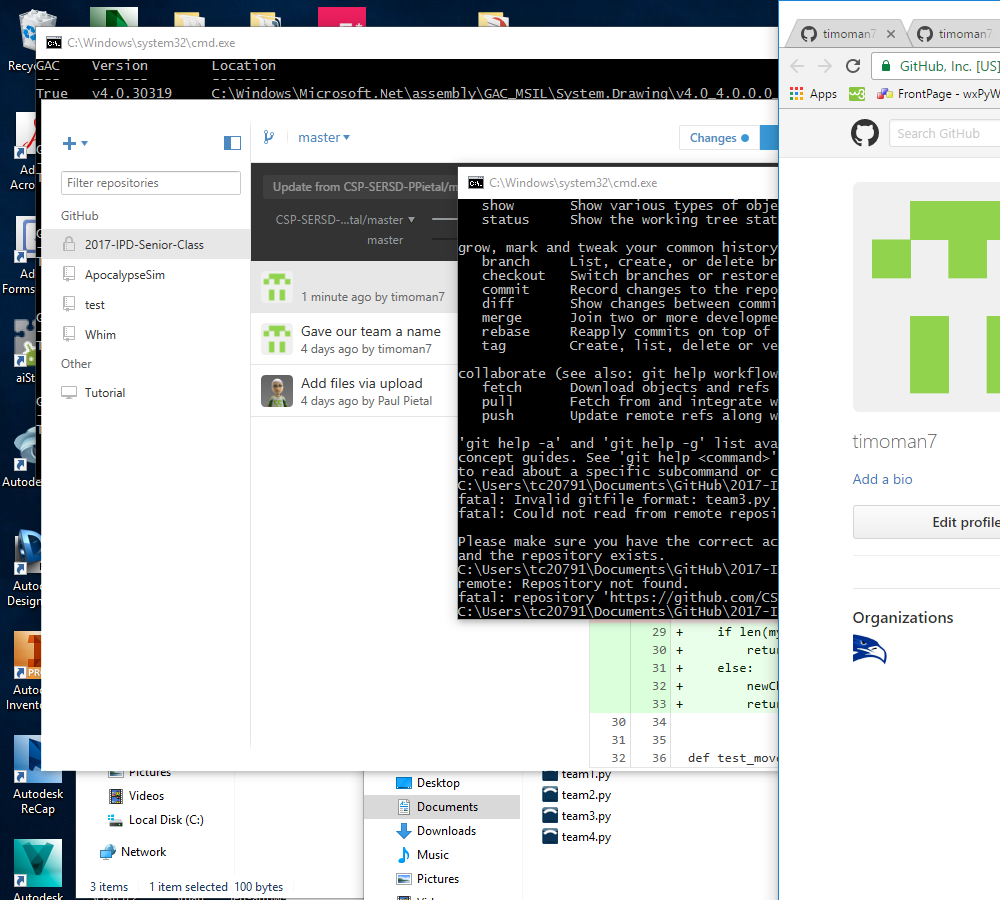 Recy
Ad
Acro
Ad
Forms
aiSt
Autode
Autod
Design
Autod
Invento
Autodesk
ReCap
Autodesk
C:\Windows\system32\cmd.exe
GAC Version Location
--- ------- --------
True v4.0.30319 C:\Windows\Microsoft.Net\assembly\GAC_MSIL\System.Drawing\v4.0_4.0.0.0_
master
Changes
Filter repositories
GitHub
2017-IPD-Senior-Class
ApocalypseSim
test
Whim
Other
Tutorial
Update from CSP-SERSD-PPietal/m
CSP-SERSD-...tal/master
master
1 minute ago by timoman7
Gave our team a name
4 days ago by timoman7
Add files via upload
4 days ago by Paul Pietal
C:\Windows\system32\cmd.exe
show Show various types of obje
status Show the working tree stat
grow, mark and tweak your common history
branch List, create, or delete br
checkout Switch branches or restore
commit Record changes to the repo
diff Show changes between commi
merge Join two or more developme
rebase Reapply commits on top of
tag Create, list, delete or ve
collaborate (see also: git help workflow
fetch Download objects and refs
pull Fetch from and integrate w
push Update remote refs along w
'git help -a' and 'git help -g' list ava
concept guides. See 'git help <command>'
to read about a specific subcommand or c
C:\Users\tc20791\Documents\GitHub\2017-I
fatal: Invalid gitfile format: team3.py
fatal: Could not read from remote reposi
Please make sure you have the correct ac
and the repository exists.
C:\Users\tc20791\Documents\GitHub\2017-I
remote: Repository not found.
fatal: repository 'https://github.com/CS
C:\Users\tc20791\Documents\GitHub\2017-I
29 + if len(my
30 + retur
31 + else:
32 + newCh
33 + retur
30 34
31 35
32 36 def test_move
Pictures
Videos
Local Disk (C:)
Network
3 items 1 item selected 100 bytes
Desktop
Documents
Downloads
Music
Pictures
team1.py
team2.py
team3.py
team4.py
timoman7
timoman7
GitHub, Inc. [US]
Apps
FrontPage - wxPyW
Search GitHub
timoman7
Add a bio
Edit profile
Organizations